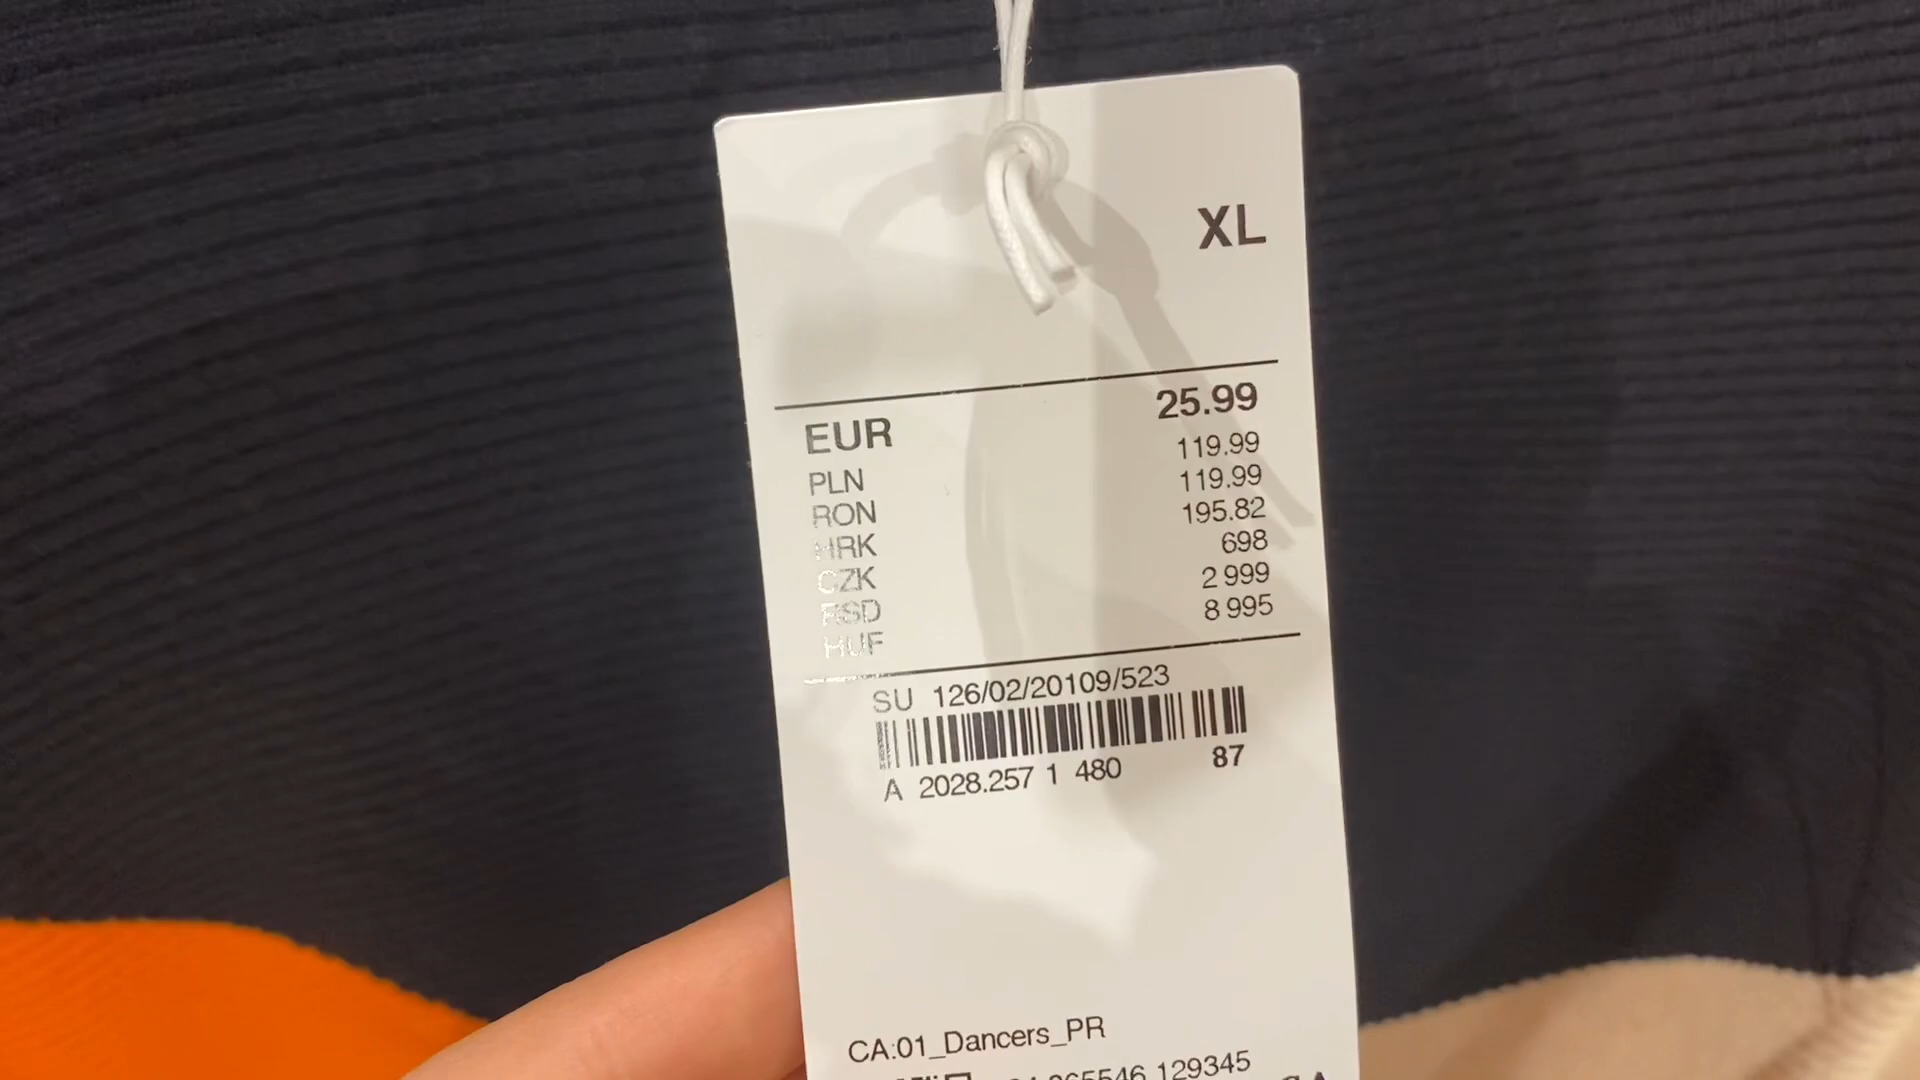 XL
EUR 25.99
PLN 119.99
RON 119.99
HRK 195.82
CZK 698
RSD 2 999
HUF 8 995
SU 126/02/20109/523
A 2028.257 1 480 87
CA:01_Dancers_PR
129345